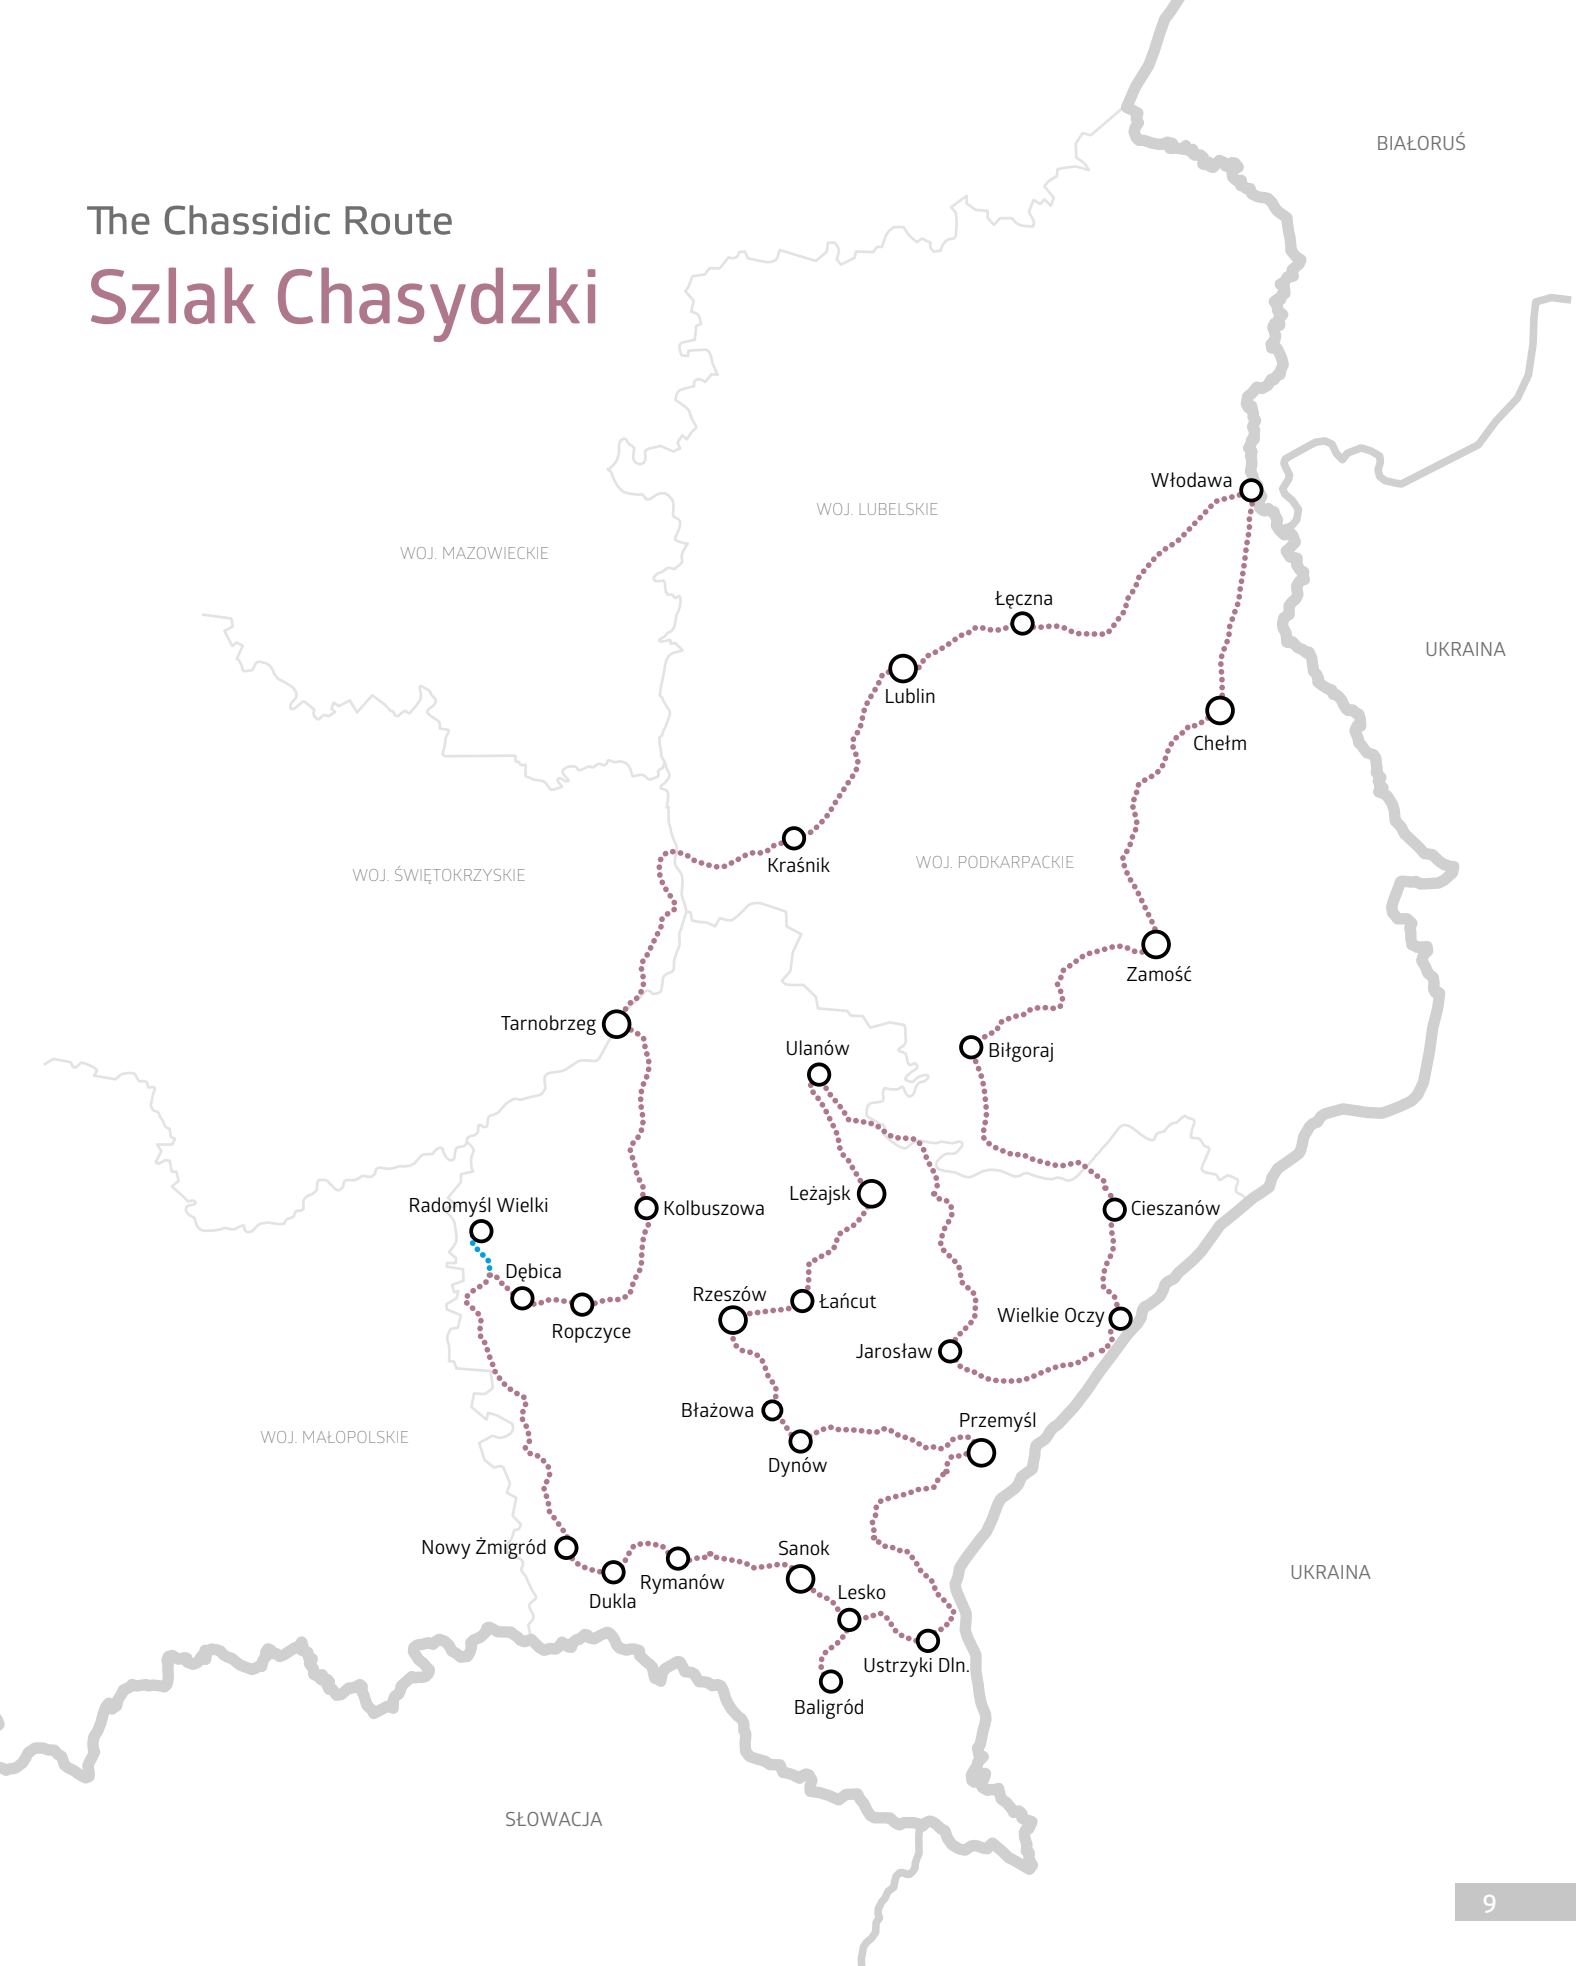 BIAŁORUŚ
The Chassidic Route
Szlak Chasydzki
Włodawa
WOJ. LUBELSKIE
WOJ. MAZOWIECKIE
Łęczna
UKRAINA
Lublin
Chełm
Kraśnik
WOJ. PODKARPACKIE
WOJ. ŚWIĘTOKRZYSKIE
Zamość
Tarnobrzeg
Ulanów
Biłgoraj
Leżajsk
Radomyśl Wielki
Kolbuszowa
Cieszanów
Dębica
Rzeszów
Łańcut
Wielkie Oczy
Ropczyce
Jarosław
Błażowa
Przemyśl
WOJ. MAŁOPOLSKIE
Dynów
Nowy Żmigród
Sanok
UKRAINA
Rymanów
Lesko
Dukla
Ustrzyki Dln.
Baligród
SŁOWACJA
9